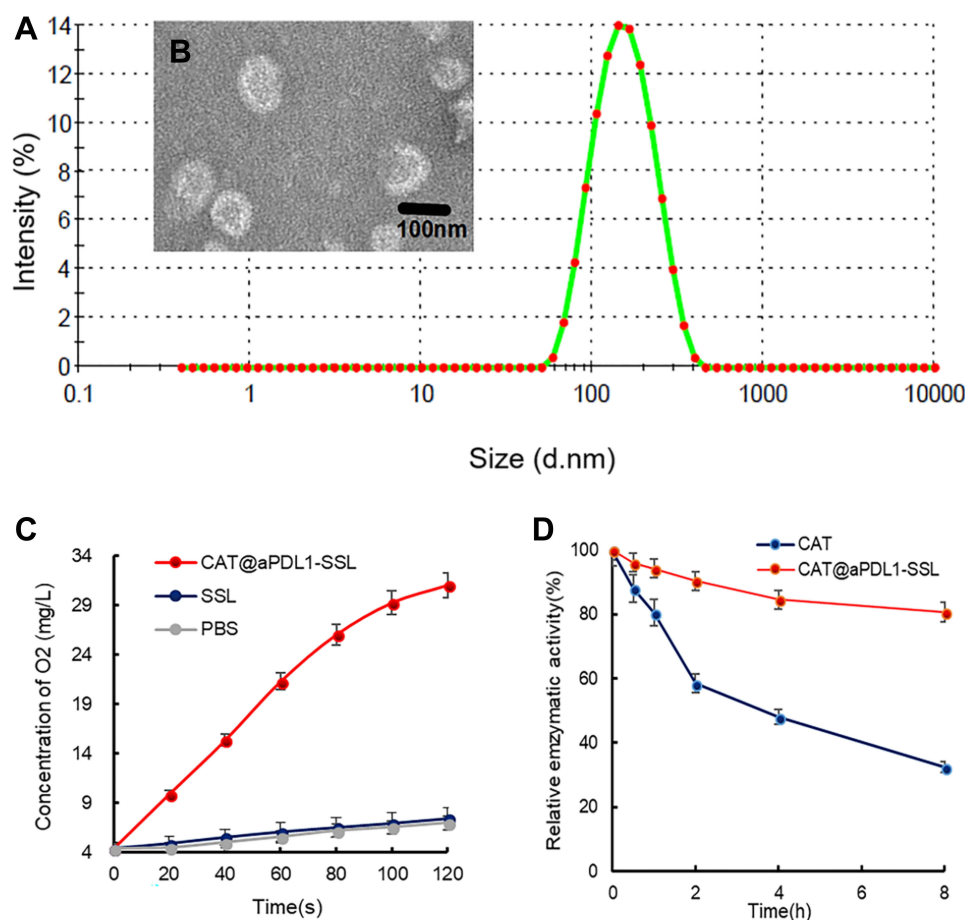 A
B
Intensity (%)
14
12
10
8
6
4
2
0
100nm
0.1
1
10
100
1000
10000
Size (d.nm)
C
Concentration of O2 (mg/L)
34
29
24
19
14
9
4
CAT@aPDL1-SSL
SSL
PBS
0
20
40
60
80
100
120
Time(s)
D
Relative enzymatic activity(%)
100
80
60
40
20
0
CAT
CAT@aPDL1-SSL
0
2
4
6
8
Time(h)